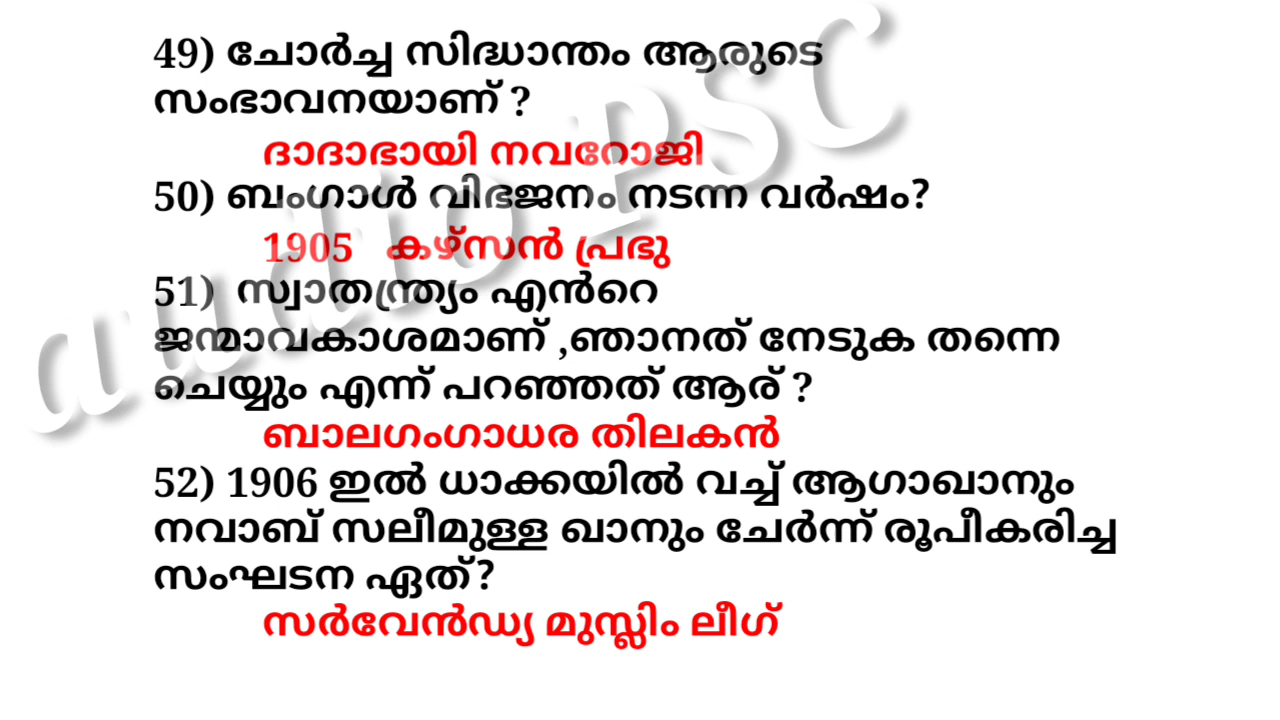 49) ചോർച്ച സിദ്ധാന്തം ആരുടെ
സംഭാവനയാണ് ?
ദാദാഭായി നവറോജി
50) ബംഗാൾ വിഭജനം നടന്ന വർഷം?
1905 കഴ്സൻ പ്രഭു
51) സ്വാതന്ത്ര്യം എൻറെ
ജന്മാവകാശമാണ് ,ഞാനത് നേടുക തന്നെ
ചെയ്യും എന്ന് പറഞ്ഞത് ആര് ?
ബാലഗംഗാധര തിലകൻ
52) 1906 ഇൽ ധാക്കയിൽ വച്ച് ആഗാഖാനും
നവാബ് സലീമുള്ള ഖാനും ചേർന്ന് രൂപീകരിച്ച
സംഘടന ഏത്?
സർവേൻഡ്യ മുസ്ലിം ലീഗ്
audio PSC